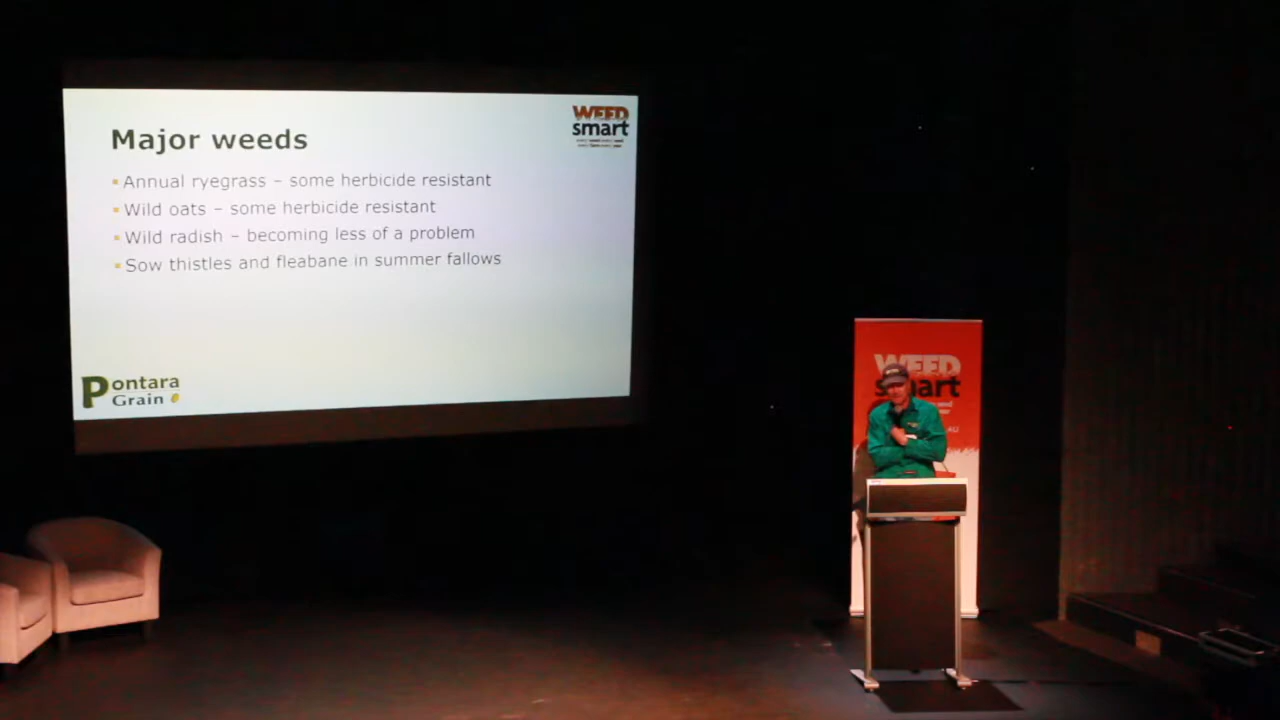 Major weeds
WEED
smart
▪ Annual ryegrass – some herbicide resistant
▪ Wild oats – some herbicide resistant
▪ Wild radish – becoming less of a problem
▪ Sow thistles and fleabane in summer fallows
Pontara
Grain
WEED
smart